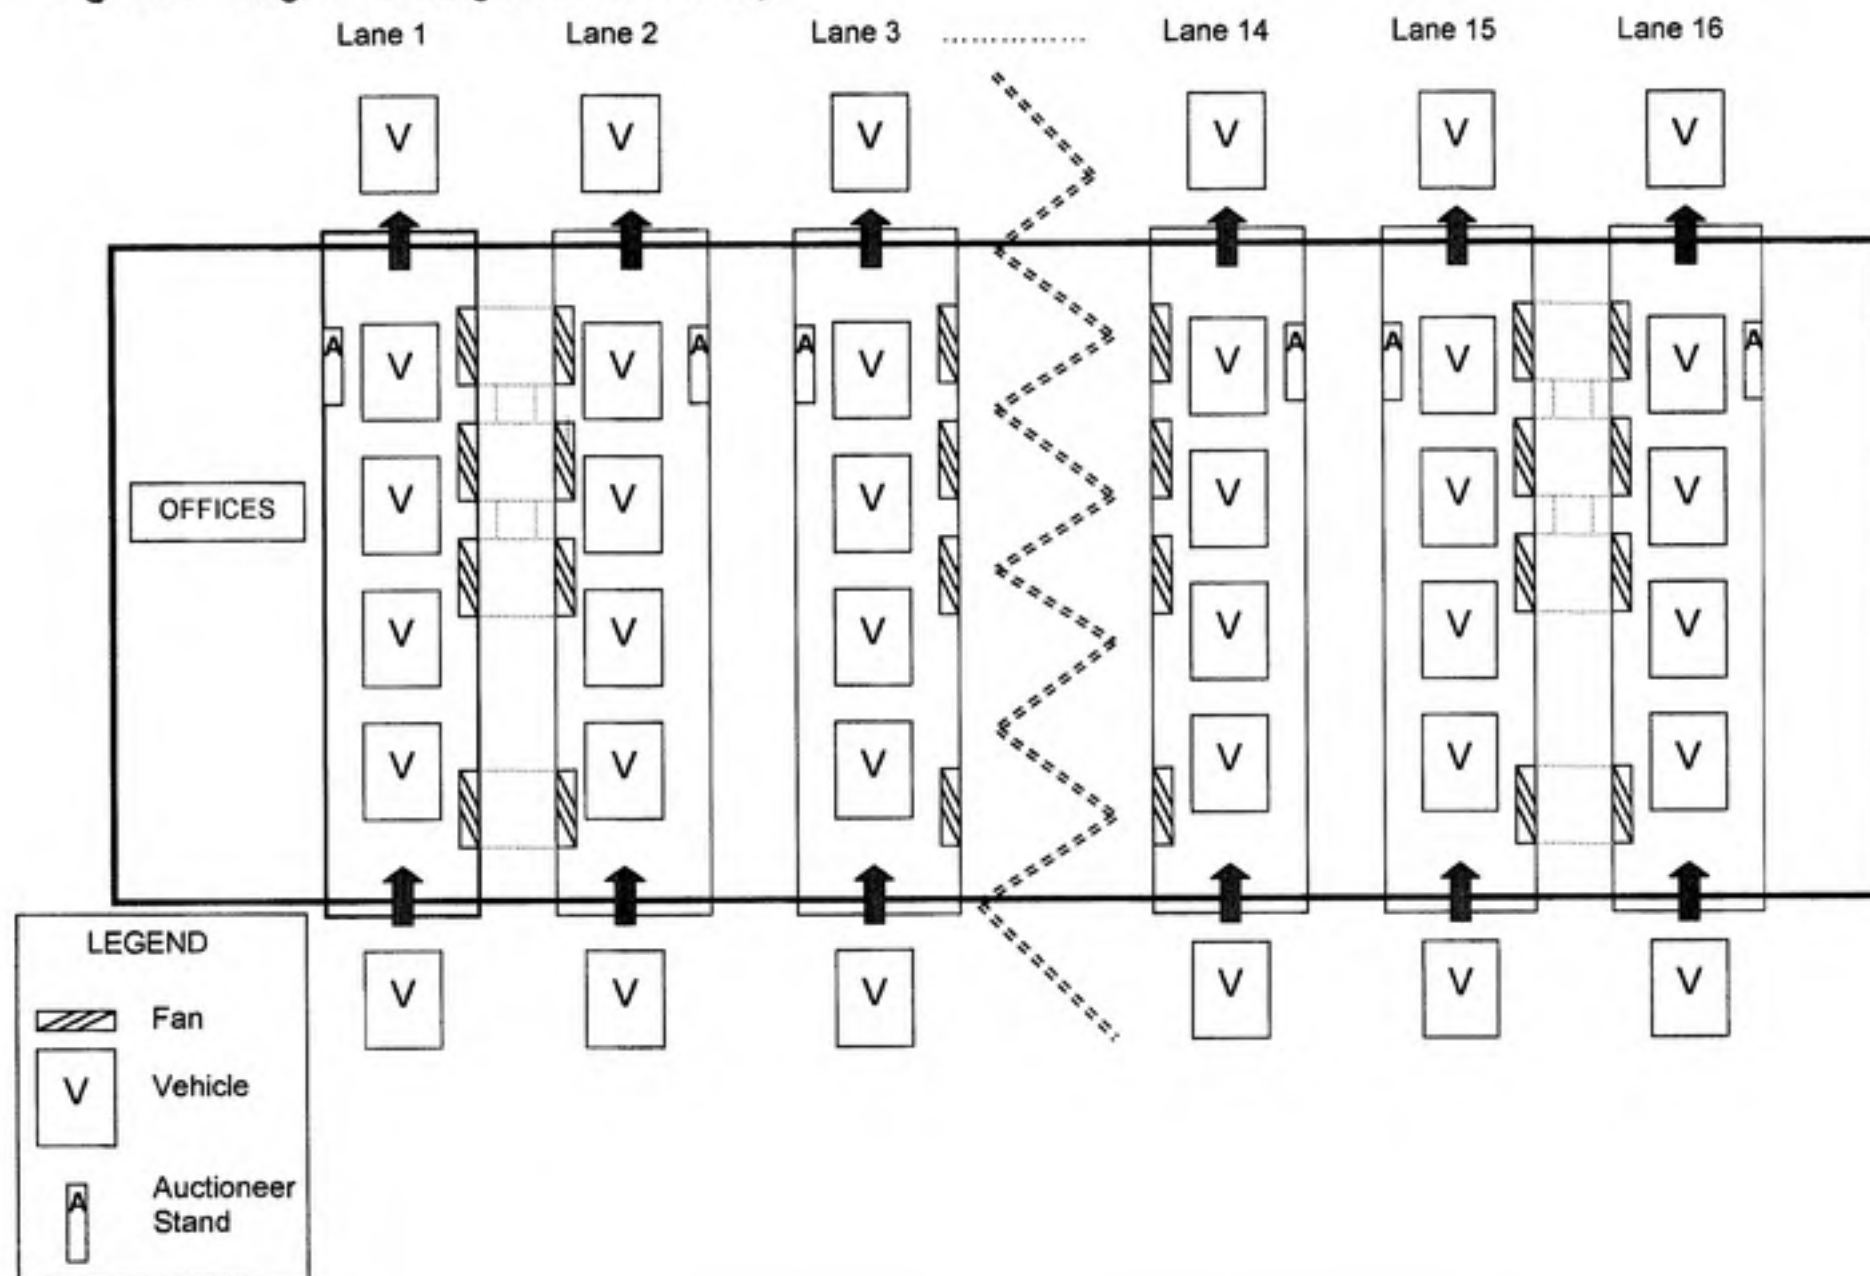 Lane 1 Lane 2 Lane 3 .................... Lane 14 Lane 15 Lane 16
V V V V V V
A V V A A V V A A V V A
V V V V V V
OFFICES
V V V V V V
V V V V V V
V V V V V V
LEGEND
Fan
V Vehicle
A Auctioneer
Stand